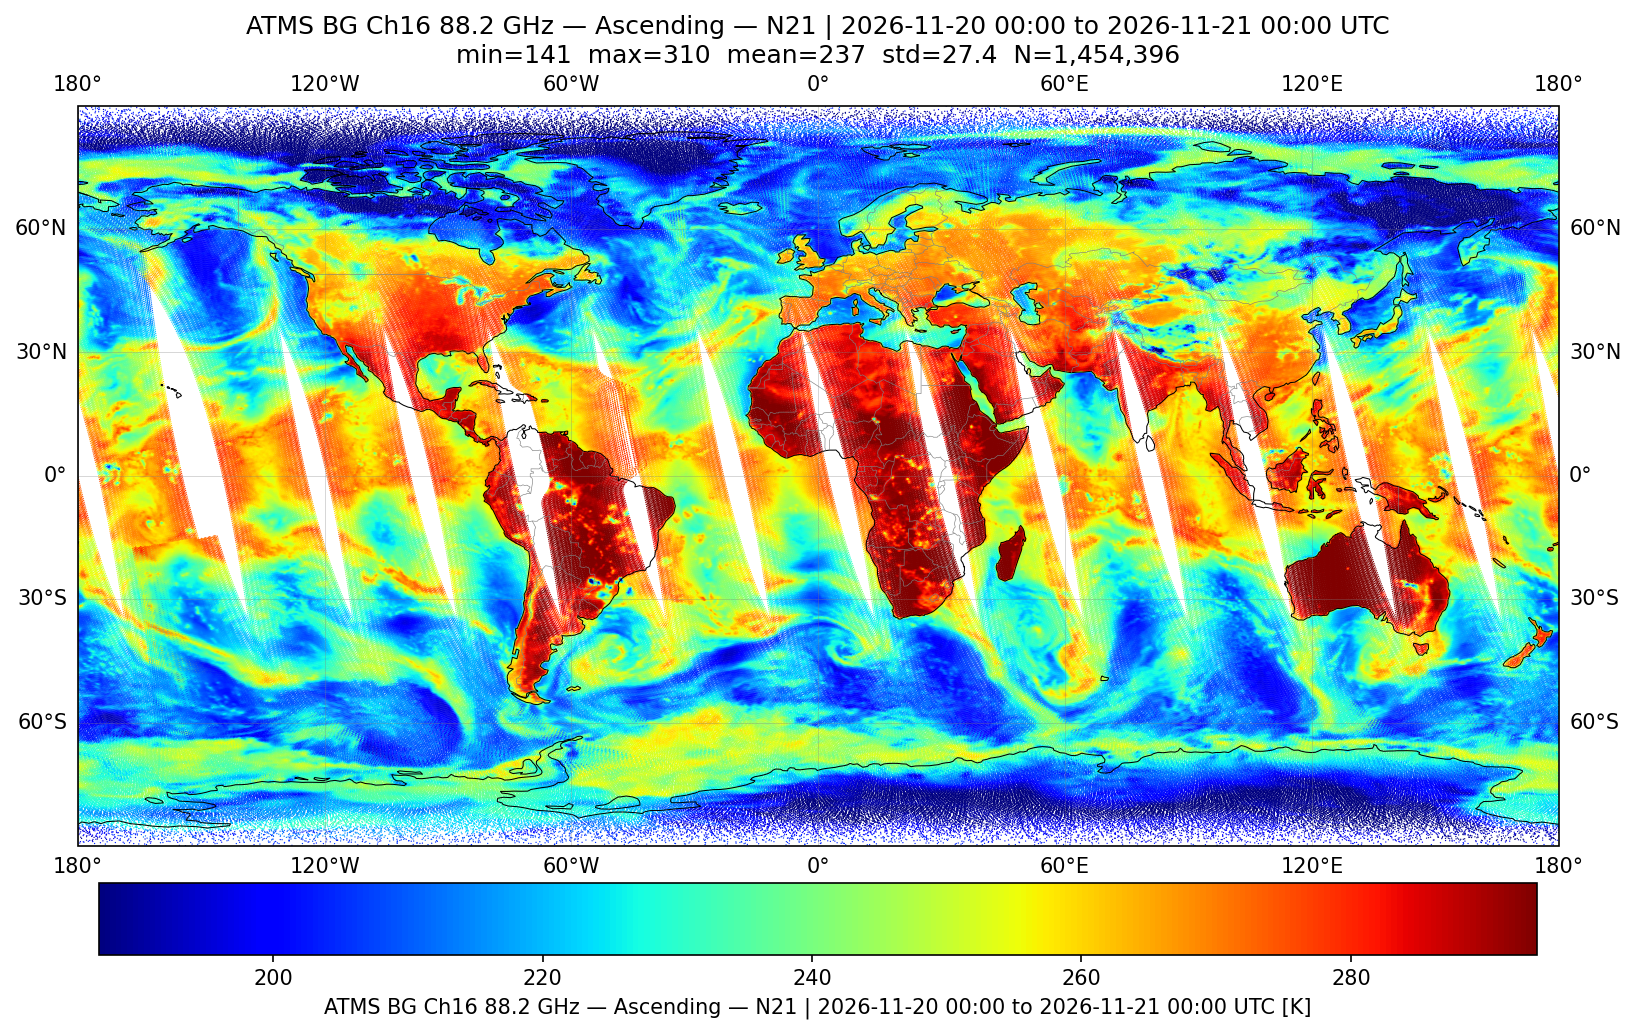 ATMS BG Ch16 88.2 GHz — Ascending — N21 | 2026-11-20 00:00 to 2026-11-21 00:00 UTC
min=141 max=310 mean=237 std=27.4 N=1,454,396
180° 120°W 60°W 0° 60°E 120°E 180°
60°N 60°N
30°N 30°N
0° 0°
30°S 30°S
60°S 60°S
180° 120°W 60°W 0° 60°E 120°E 180°
200 220 240 260 280
ATMS BG Ch16 88.2 GHz — Ascending — N21 | 2026-11-20 00:00 to 2026-11-21 00:00 UTC [K]